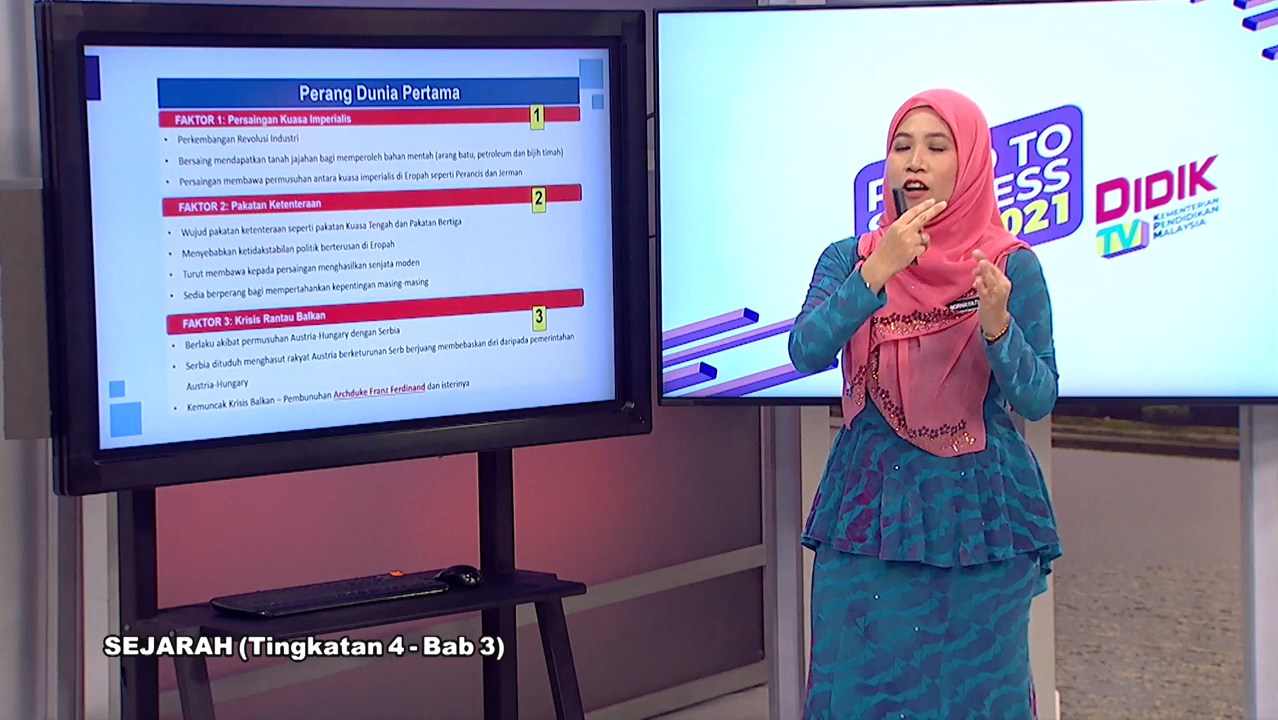 Perang Dunia Pertama
FAKTOR 1: Persaingan Kuasa Imperialis
1
• Perkembangan Revolusi Industri
• Bersaing mendapatkan tanah jajahan bagi memperoleh bahan mentah (arang batu, petroleum dan bijih timah)
• Persaingan membawa permusuhan antara kuasa imperialis di Eropah seperti Perancis dan Jerman
FAKTOR 2: Pakatan Ketenteraan
2
• Wujud pakatan ketenteraan seperti pakatan Kuasa Tengah dan Pakatan Bertiga
• Menyebabkan ketidakstabilan politik berterusan di Eropah
• Turut membawa kepada persaingan menghasilkan senjata moden
• Sedia berperang bagi mempertahankan kepentingan masing-masing
FAKTOR 3: Krisis Rantau Balkan
3
• Berlaku akibat permusuhan Austria-Hungary dengan Serbia
• Serbia dituduh menghasut rakyat Austria berketurunan Serb berjuang membebaskan diri daripada pemerintahan
Austria-Hungary
• Kemuncak Krisis Balkan – Pembunuhan Archduke Franz Ferdinand dan isterinya
TO
2021
DIDIK
TV
KEMENTERIAN
PENDIDIKAN
MALAYSIA
SEJARAH (Tingkatan 4 - Bab 3)